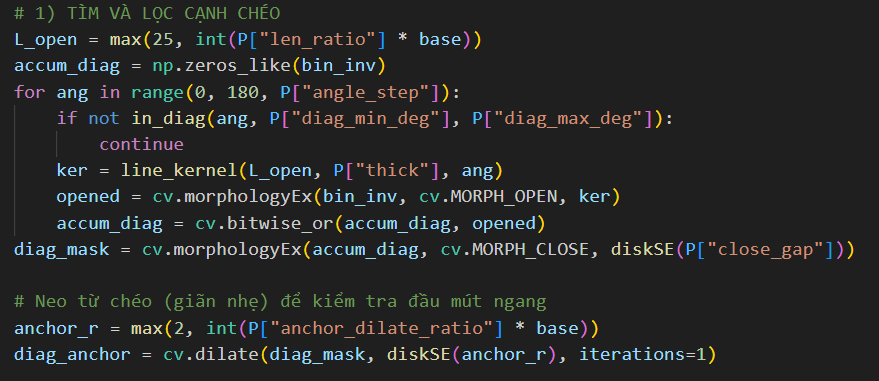 # 1) TÌM VÀ LỌC CẠNH CHÉO
L_open = max(25, int(P["len_ratio"] * base))
accum_diag = np.zeros_like(bin_inv)
for ang in range(0, 180, P["angle_step"]):
    if not in_diag(ang, P["diag_min_deg"], P["diag_max_deg"]):
        continue
    ker = line_kernel(L_open, P["thick"], ang)
    opened = cv.morphologyEx(bin_inv, cv.MORPH_OPEN, ker)
    accum_diag = cv.bitwise_or(accum_diag, opened)
diag_mask = cv.morphologyEx(accum_diag, cv.MORPH_CLOSE, diskSE(P["close_gap"]))
# Neo từ chéo (giãn nhẹ) để kiểm tra đầu mút ngang
anchor_r = max(2, int(P["anchor_dilate_ratio"] * base))
diag_anchor = cv.dilate(diag_mask, diskSE(anchor_r), iterations=1)